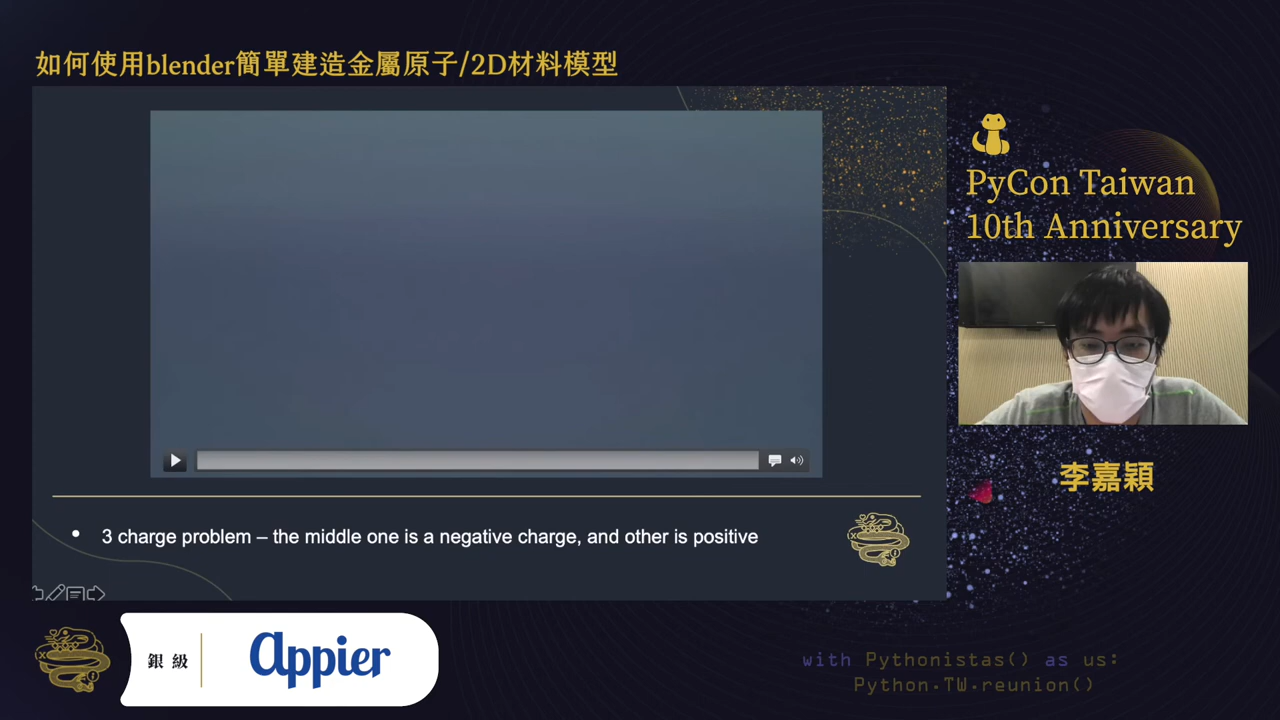 如何使用blender簡單建造金屬原子/2D材料模型
PyCon Taiwan
10th Anniversary
李嘉穎
• 3 charge problem – the middle one is a negative charge, and other is positive
銀級
appier
with Pythonistas() as us:
Python.TW.reunion()